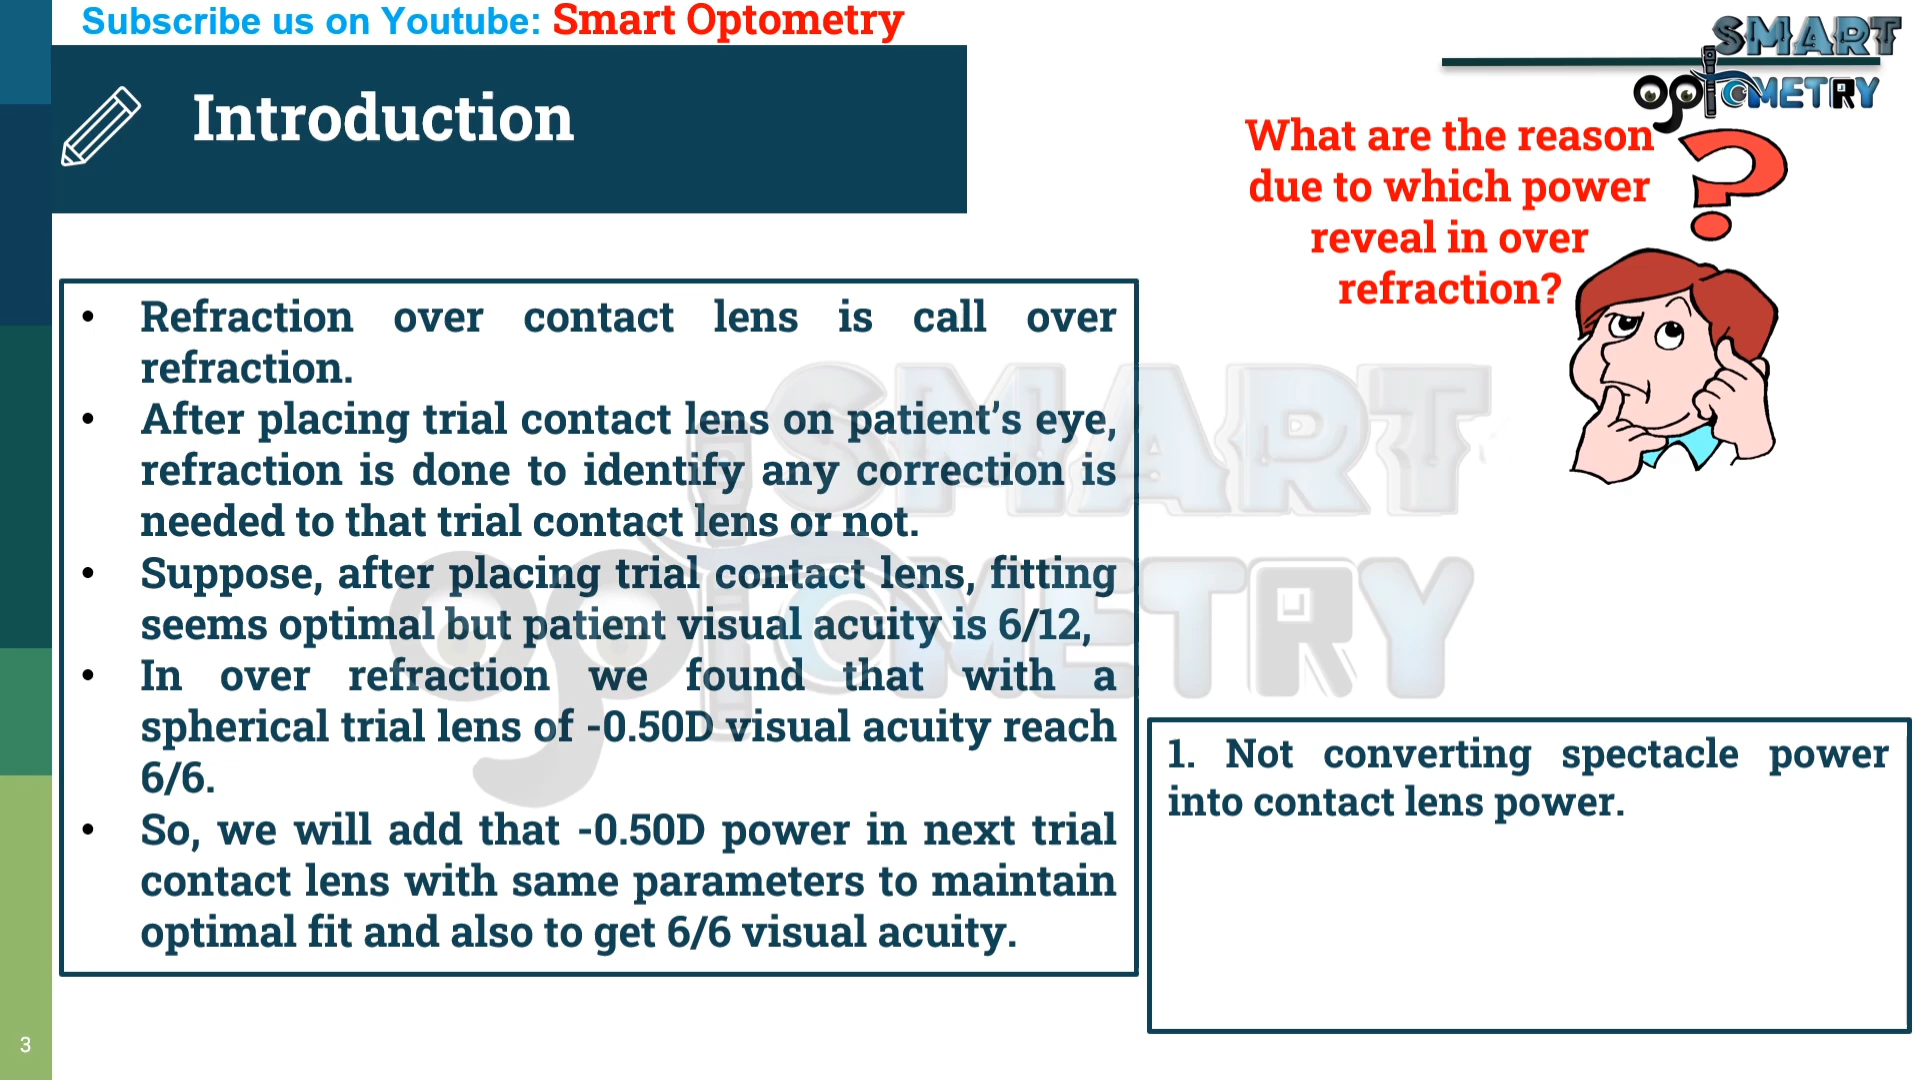 Subscribe us on Youtube: Smart Optometry
SMART
OPTOMETRY
Introduction
What are the reason
due to which power
reveal in over
refraction?
• Refraction over contact lens is call over
refraction.
• After placing trial contact lens on patient’s eye,
refraction is done to identify any correction is
needed to that trial contact lens or not.
• Suppose, after placing trial contact lens, fitting
seems optimal but patient visual acuity is 6/12,
• In over refraction we found that with a
spherical trial lens of -0.50D visual acuity reach
6/6.
• So, we will add that -0.50D power in next trial
contact lens with same parameters to maintain
optimal fit and also to get 6/6 visual acuity.
SMART
OPTOMETRY
1. Not converting spectacle power
into contact lens power.
3